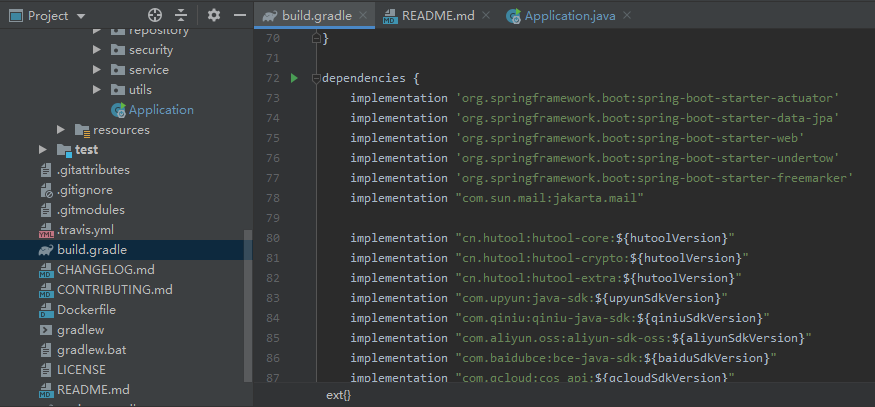 Project
repository
security
service
utils
Application
resources
test
.gitattributes
.gitignore
.gitmodules
.travis.yml
build.gradle
CHANGELOG.md
CONTRIBUTING.md
Dockerfile
gradlew
gradlew.bat
LICENSE
README.md
build.gradle
README.md
Application.java
70 }
71
72 dependencies {
73 implementation 'org.springframework.boot:spring-boot-starter-actuator'
74 implementation 'org.springframework.boot:spring-boot-starter-data-jpa'
75 implementation 'org.springframework.boot:spring-boot-starter-web'
76 implementation 'org.springframework.boot:spring-boot-starter-undertow'
77 implementation 'org.springframework.boot:spring-boot-starter-freemarker'
78 implementation "com.sun.mail:jakarta.mail"
79
80 implementation "cn.hutool:hutool-core:${hutoolVersion}"
81 implementation "cn.hutool:hutool-crypto:${hutoolVersion}"
82 implementation "cn.hutool:hutool-extra:${hutoolVersion}"
83 implementation "com.upyun:java-sdk:${upyunSdkVersion}"
84 implementation "com.qiniu:qiniu-java-sdk:${qiniuSdkVersion}"
85 implementation "com.aliyun.oss:aliyun-sdk-oss:${aliyunSdkVersion}"
86 implementation "com.baidubce:bce-java-sdk:${baiduSdkVersion}"
87 implementation "com.qcloud:cos_api:${qcloudSdkVersion}"
ext{}